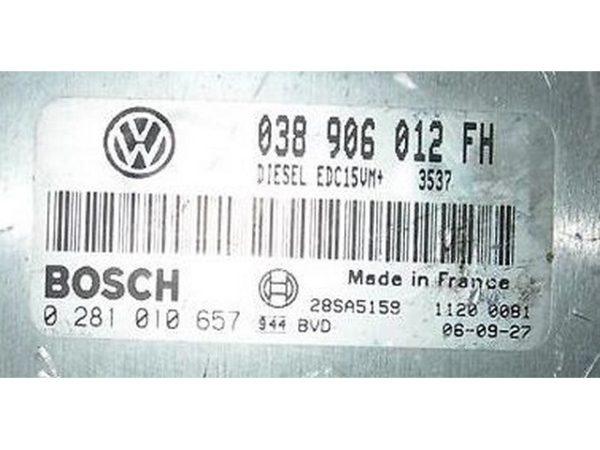 VW
038 906 012 FH
DIESEL EDC15VM+ 3537
BOSCH Made in France
28SA5159 1120 0081
0 281 010 657 944 BVD 06-09-27